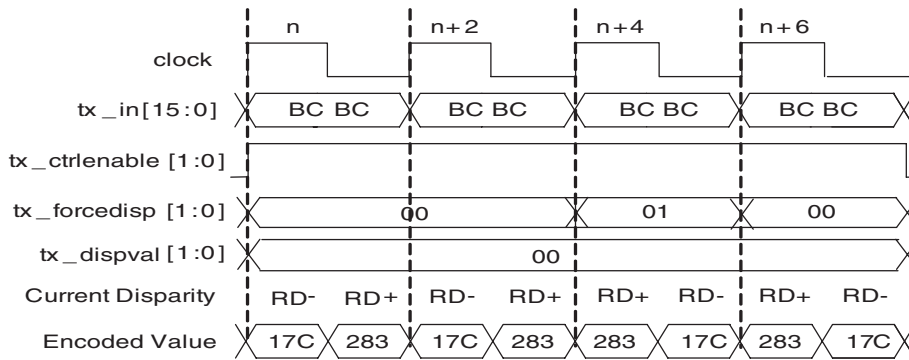 n n+2 n+4 n+6
clock
tx_in[15:0] BC BC BC BC BC BC BC BC
tx_ctrlenable [1:0]
tx_forcedisp [1:0] 00 01 00
tx_dispval [1:0] 00
Current Disparity RD- RD+ RD- RD+ RD+ RD- RD+ RD-
Encoded Value 17C 283 17C 283 283 17C 283 17C